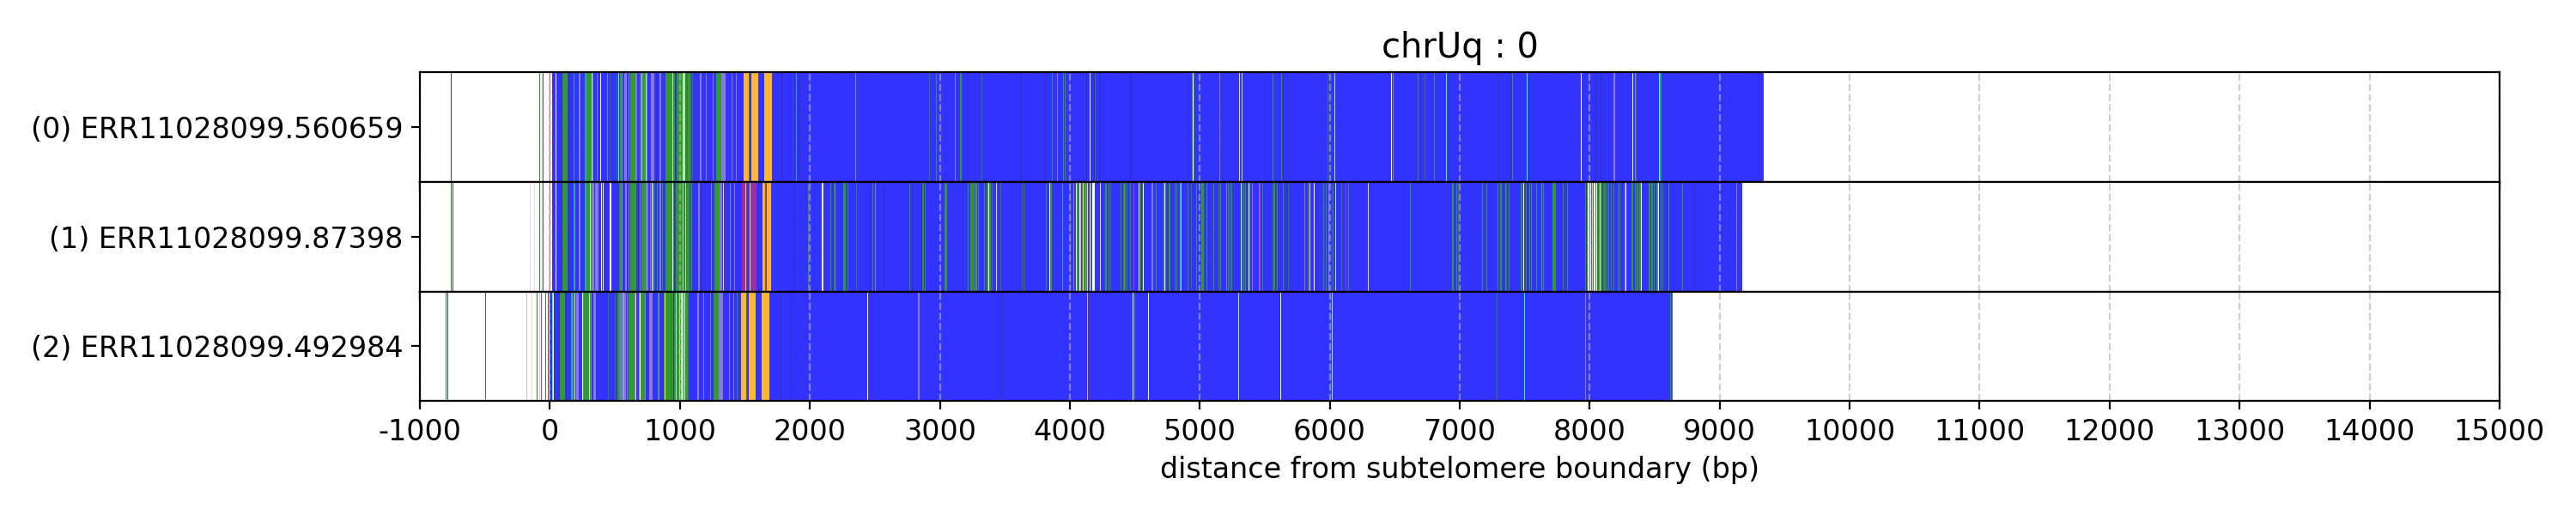 chrUq : 0
(0) ERR11028099.560659
(1) ERR11028099.87398
(2) ERR11028099.492984
-1000 0 1000 2000 3000 4000 5000 6000 7000 8000 9000 10000 11000 12000 13000 14000 15000
distance from subtelomere boundary (bp)